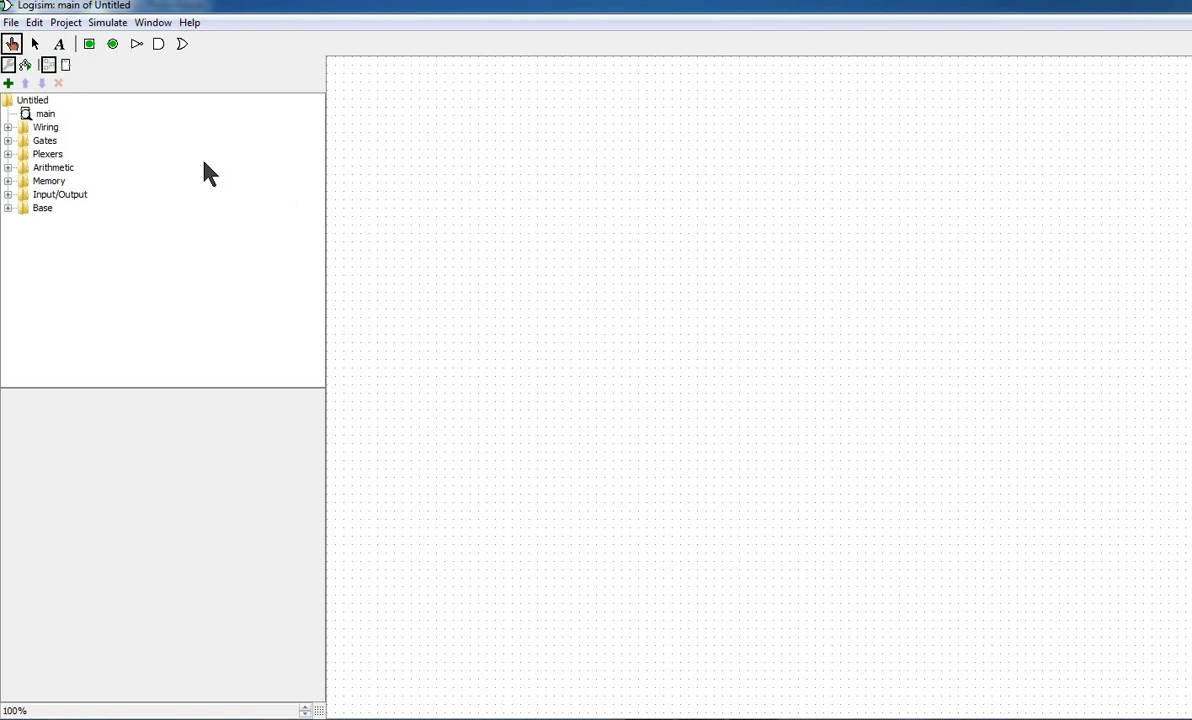 Logisim: main of Untitled
File Edit Project Simulate Window Help
A
Untitled
main
Wiring
Gates
Plexers
Arithmetic
Memory
Input/Output
Base
100%